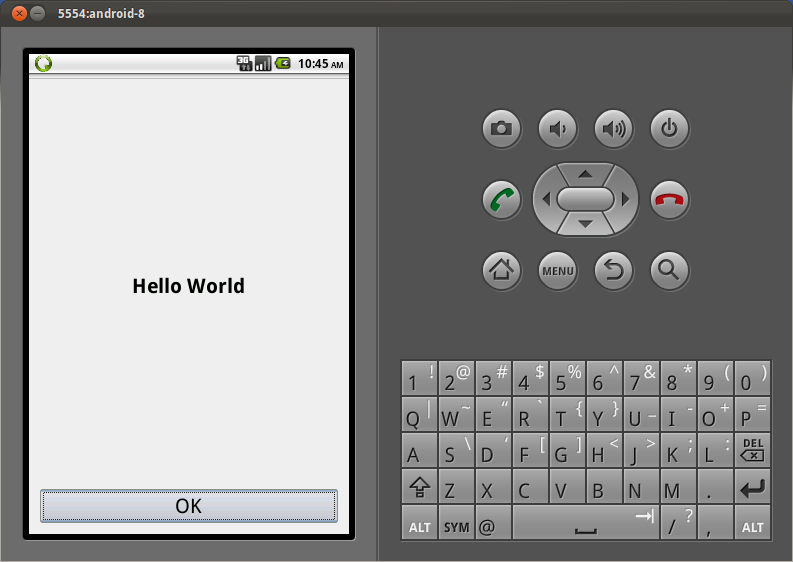 5554:android-8
3G 10:45 AM
Hello World
OK
MENU
1 ! 2 @ 3 # 4 $ 5 % 6 ^ 7 & 8 * 9 ( 0 )
Q | W ~ E “ R ` T { Y } U _ I - O + P =
A S \ D ‘ F [ G ] H < J > K ; L : DEL
Z X C V B N M .
ALT SYM @ / ? , ALT